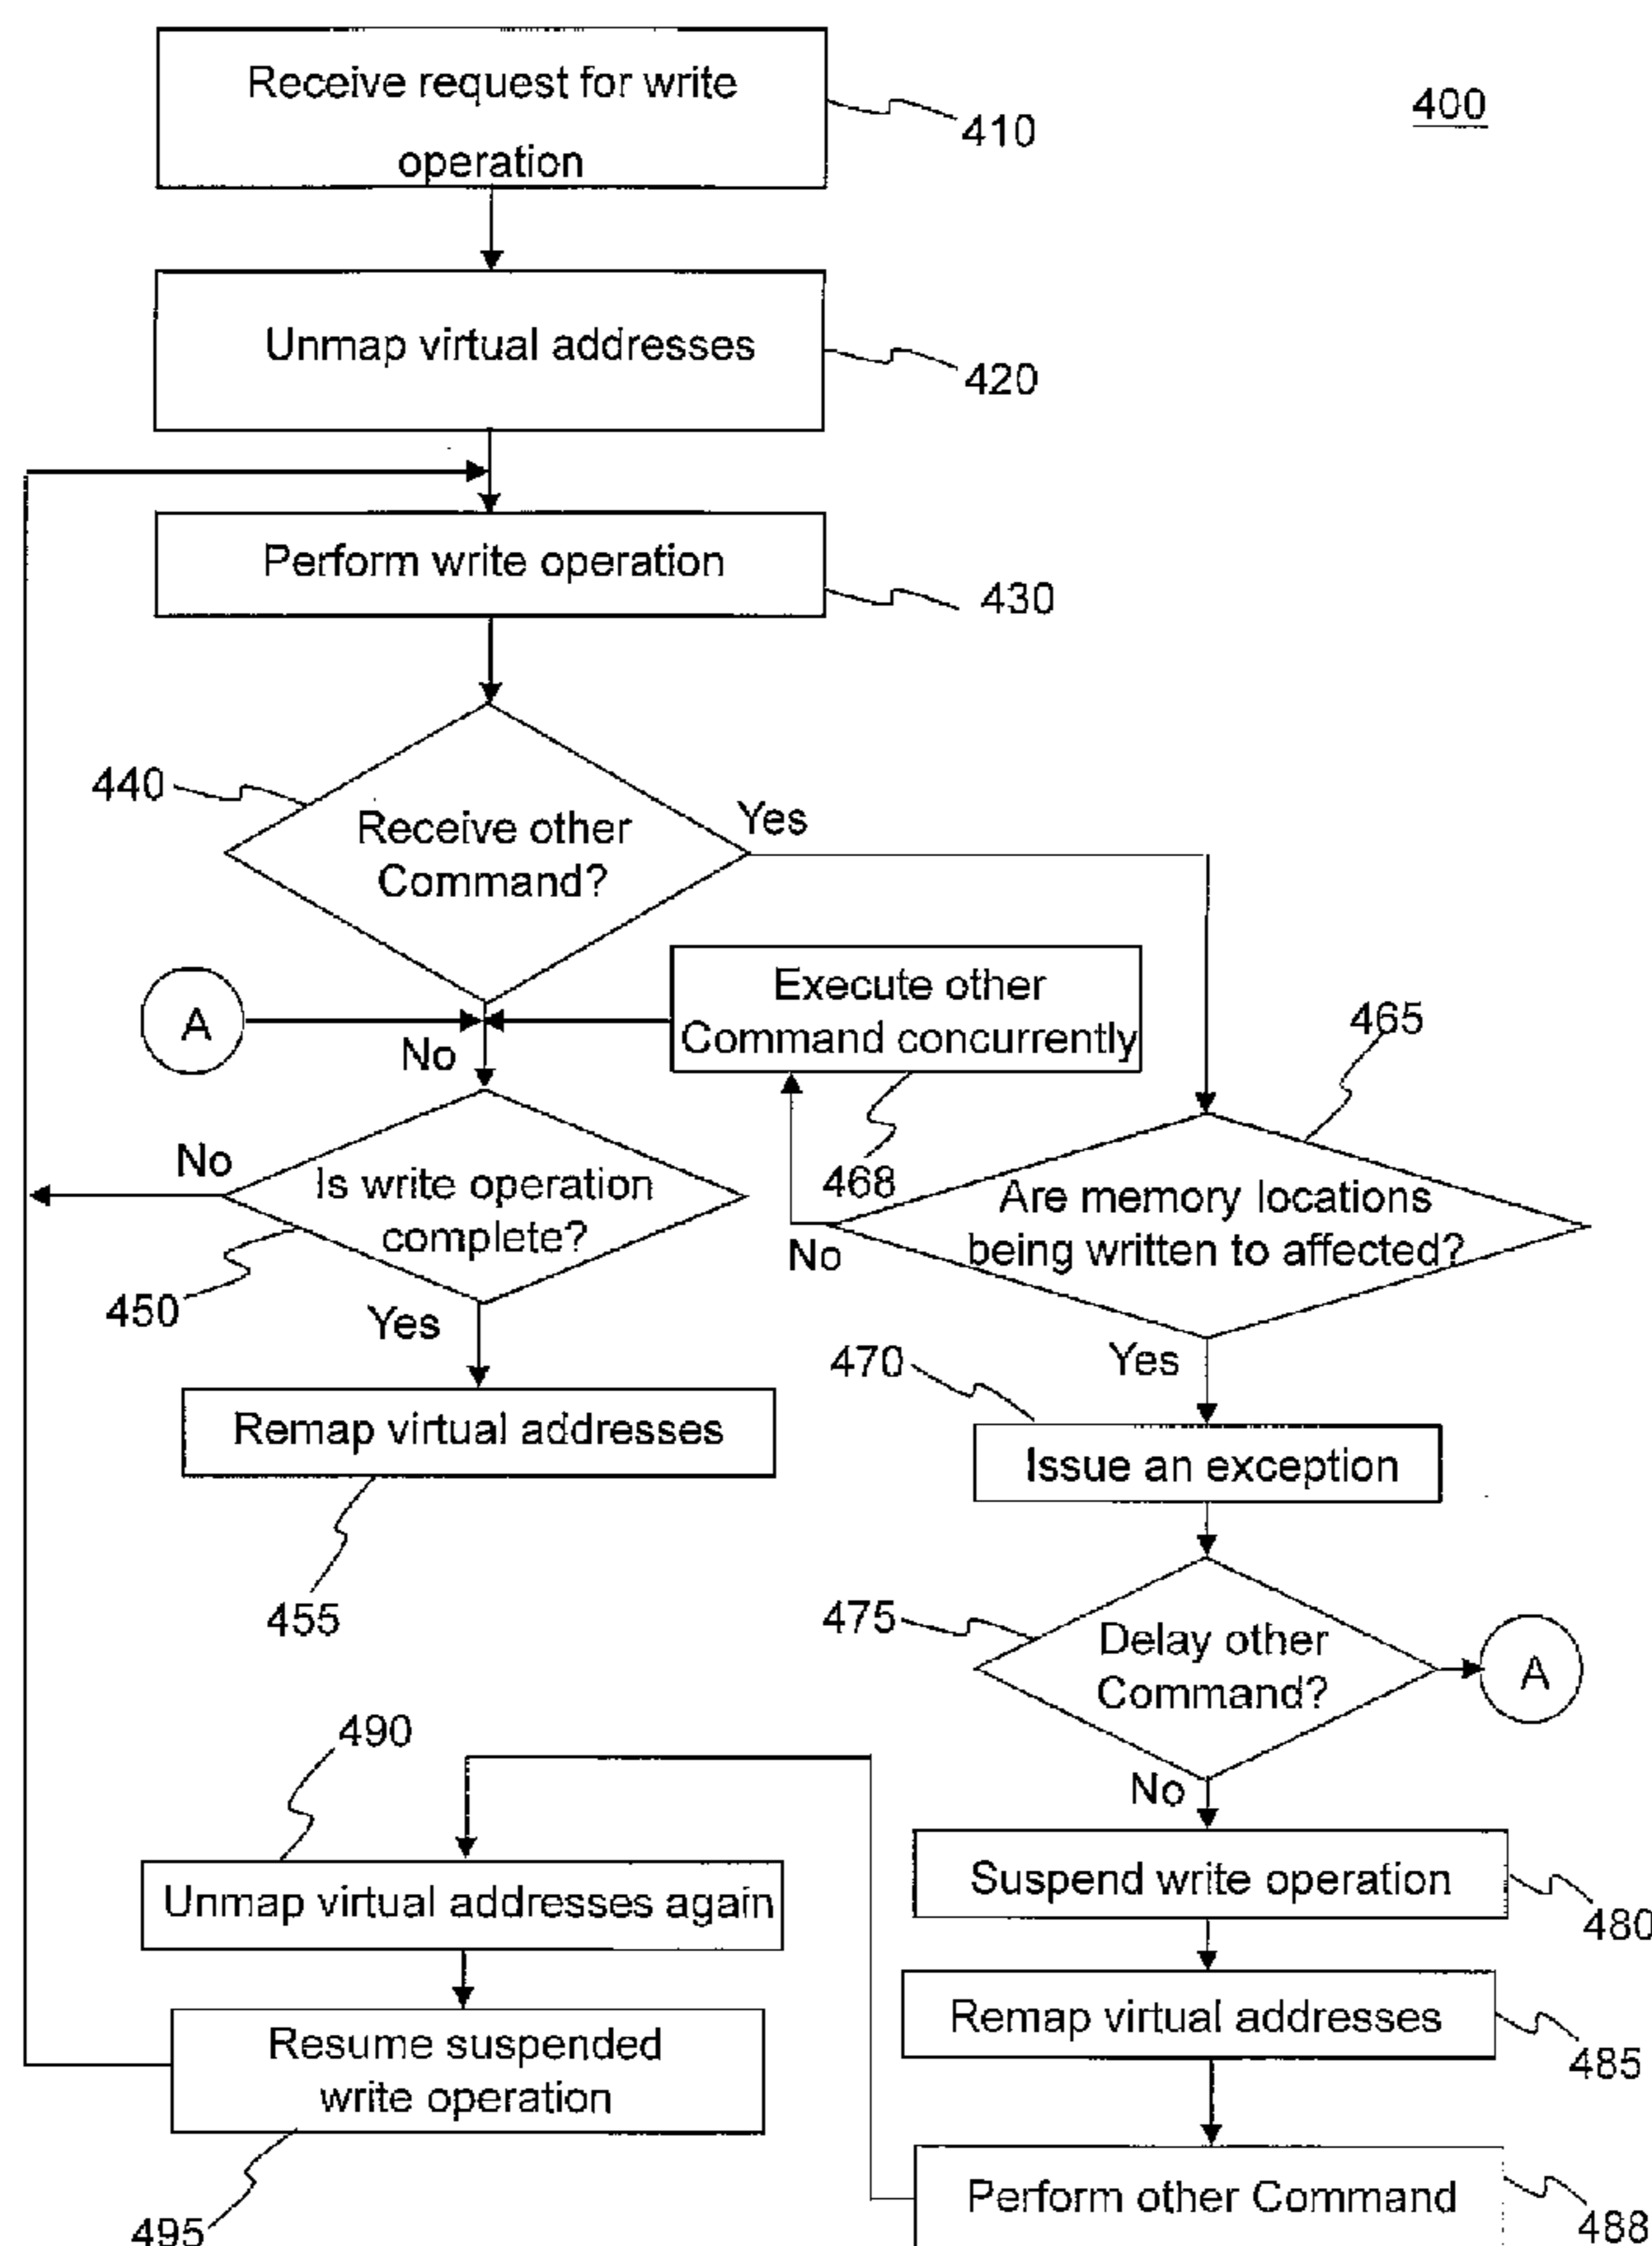 Receive request for write
operation
410
400
Unmap virtual addresses
420
Perform write operation
430
440
Receive other
Command?
Yes
A
No
Execute other
Command concurrently
465
468
No
Is write operation
complete?
450
Yes
Are memory locations
being written to affected?
No
Yes
470
Remap virtual addresses
455
Issue an exception
475
Delay other
Command?
A
No
490
Unmap virtual addresses again
Suspend write operation
480
Remap virtual addresses
485
Resume suspended
write operation
495
Perform other Command
488